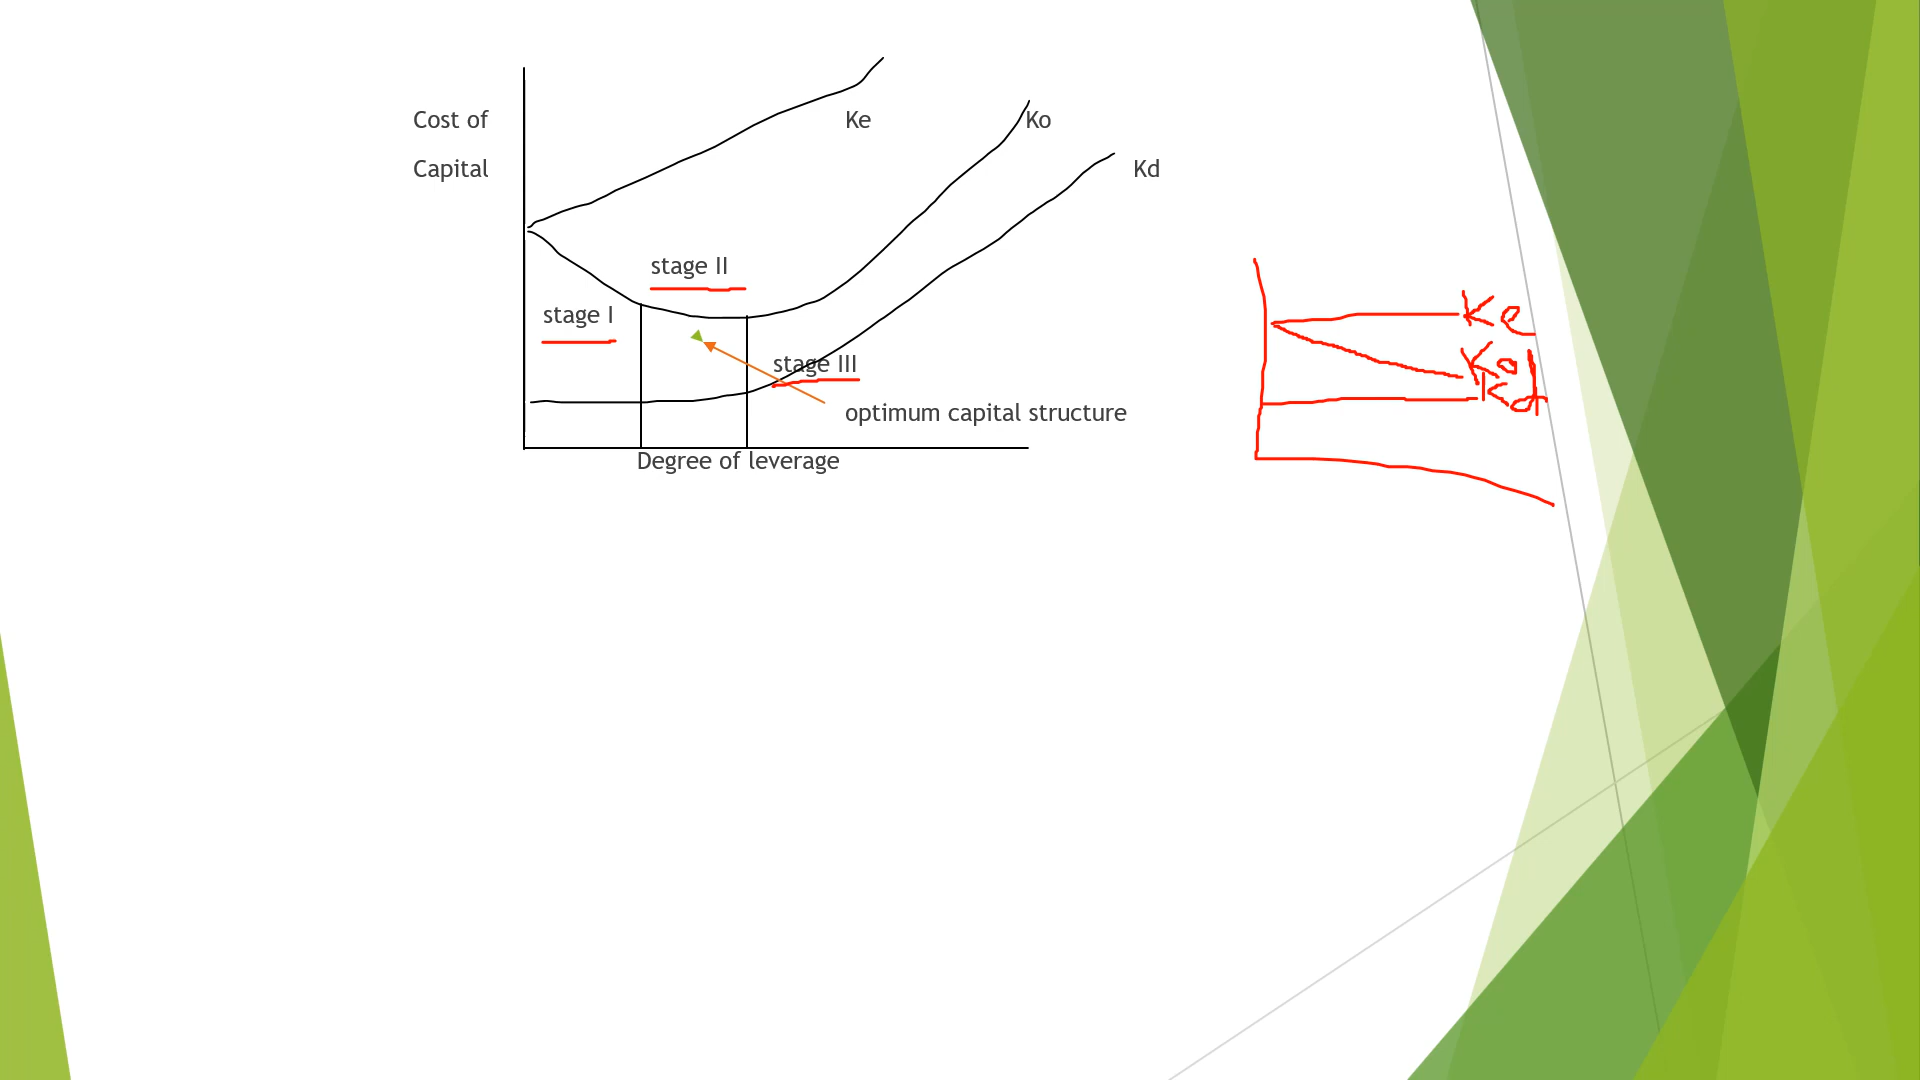 Cost of
Capital
Ke
Ko
Kd
stage II
stage I
stage III
optimum capital structure
Degree of leverage
Ke
Ko
Kd